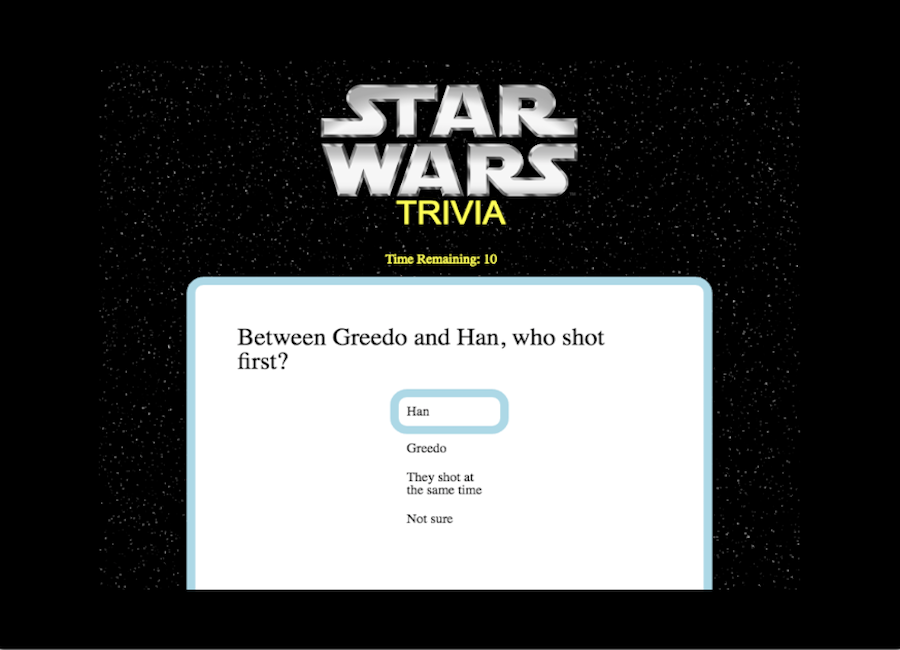 STAR
WARS
TRIVIA
Time Remaining: 10
Between Greedo and Han, who shot
first?
Han
Greedo
They shot at
the same time
Not sure